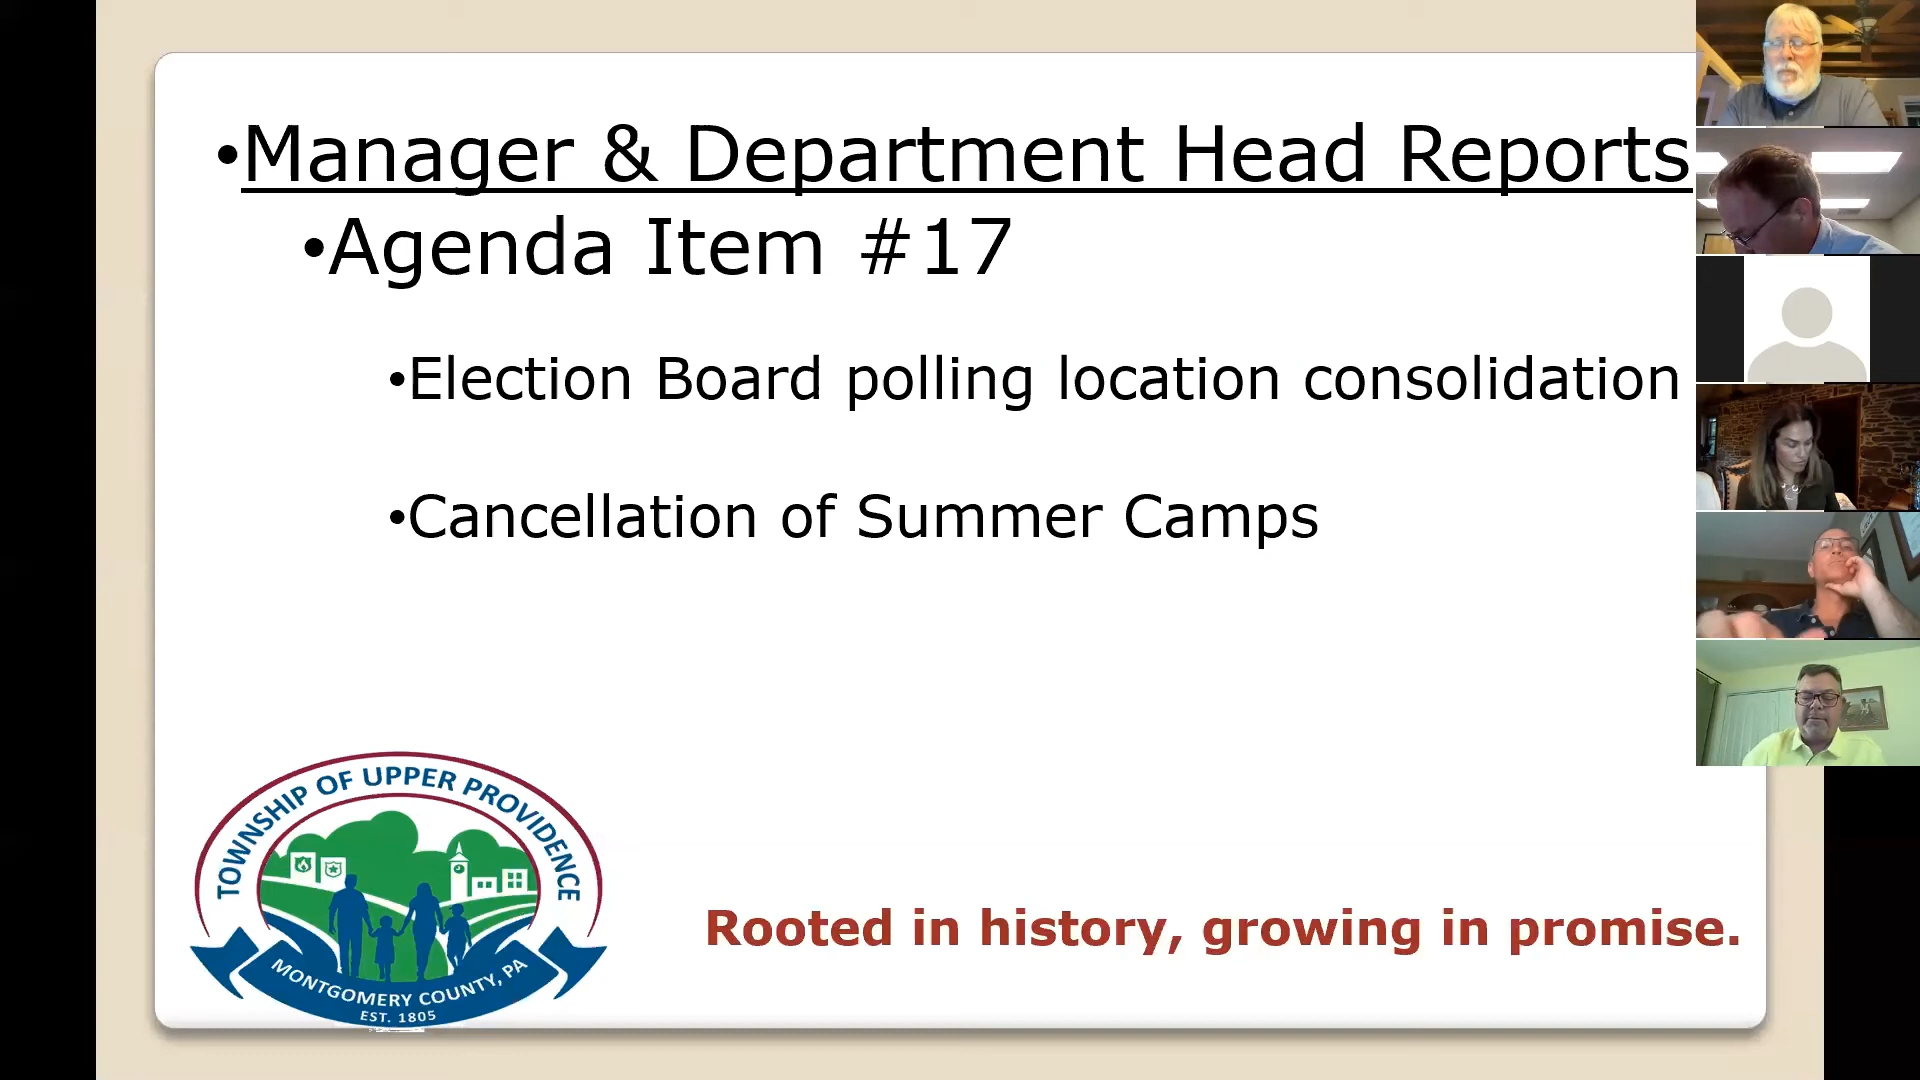 •Manager & Department Head Reports
•Agenda Item #17
•Election Board polling location consolidation
•Cancellation of Summer Camps
TOWNSHIP OF UPPER PROVIDENCE
MONTGOMERY COUNTY, PA
EST. 1805
Rooted in history, growing in promise.